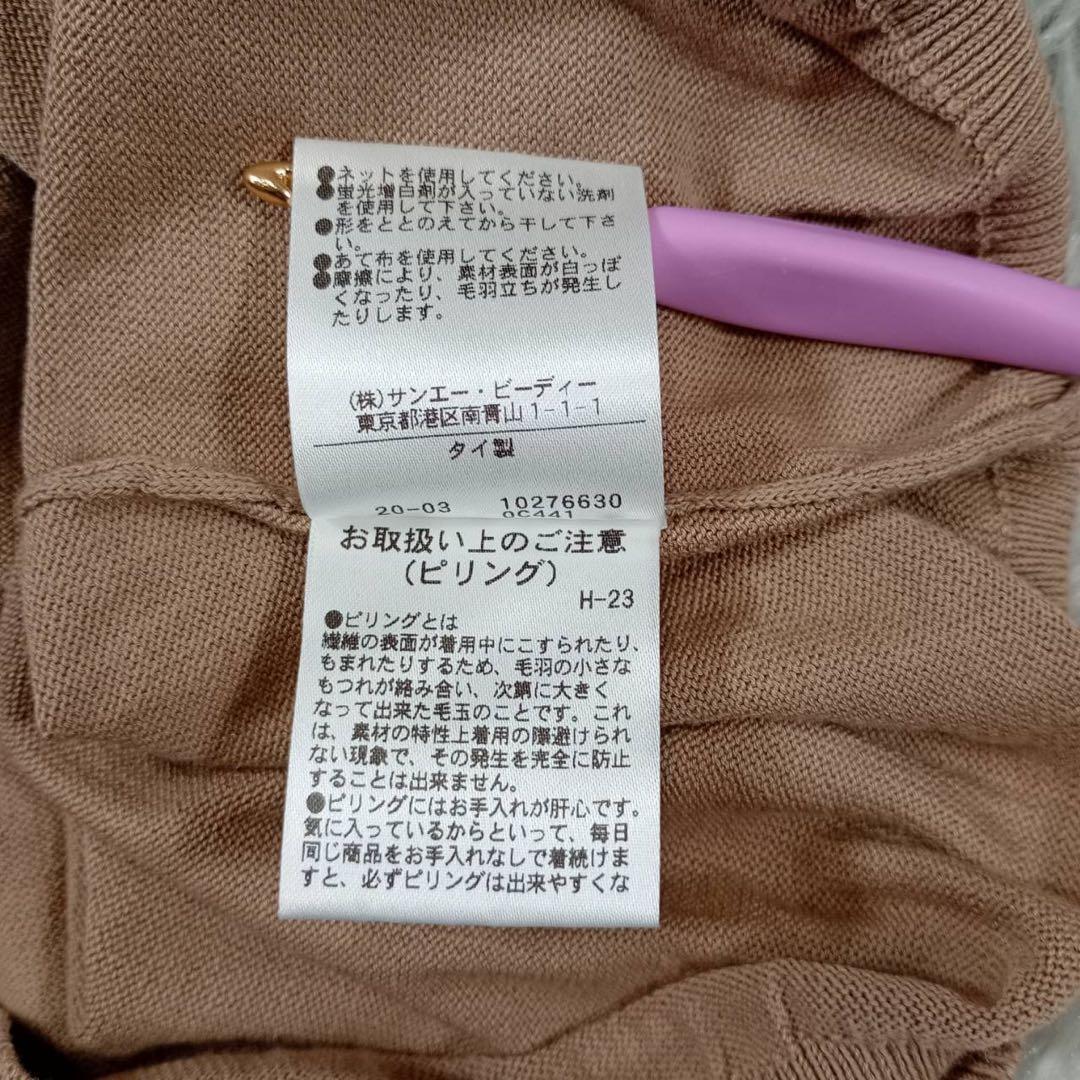 ●ネットを使用してください。
●蛍光増白剤が入っていない洗剤
を使用して下さい。
●形をととのえてから干して下さ
い。
●あて布を使用してください。
●摩擦により、素材表面が白っぽ
くなったり、毛羽立ちが発生し
たりします。
(株)サンエー・ビーディー
東京都港区南青山1-1-1
タイ製
20-03 10276630
0C441
お取扱い上のご注意
(ピリング)
H-23
●ピリングとは
繊維の表面が着用中にこすられたり、
もまれたりするため、毛羽の小さな
もつれが絡み合い、次第に大きく
なって出来た毛玉のことです。これ
は、素材の特性上着用の際避けられ
ない現象で、その発生を完全に防止
することは出来ません。
●ピリングにはお手入れが肝心です。
気に入っているからといって、毎日
同じ商品をお手入れなしで着続けま
すと、必ずピリングは出来やすくな